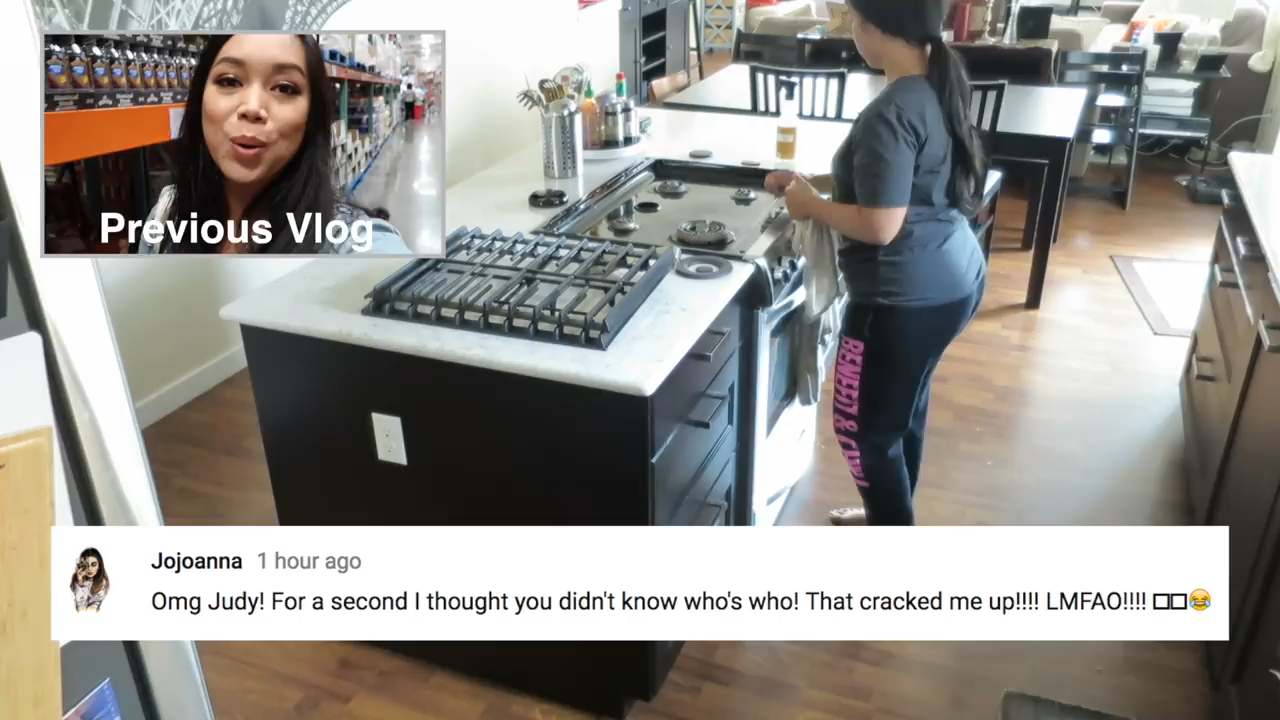 Previous Vlog
BENEFIT &
Jojoanna 1 hour ago
Omg Judy! For a second I thought you didn't know who's who! That cracked me up!!!! LMFAO!!!! □□😂